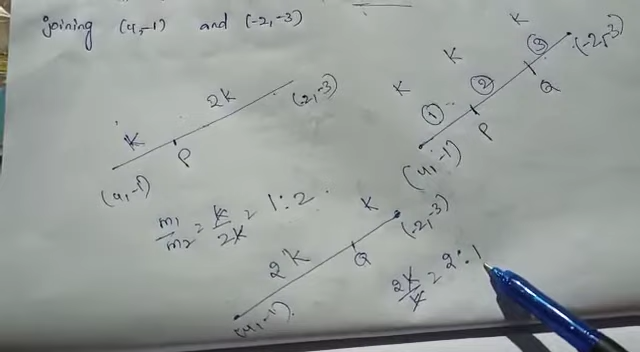 joining (4,-1) and (-2,-3)
K 2K (-2,-3)
P
(4,-1)
m1/m2 = K/2K = 1:2.
K K K
① ② ③ (-2,-3)
P Q
(4,-1)
2K K (-2,-3)
Q
(4,-1)
2K/K = 2:1